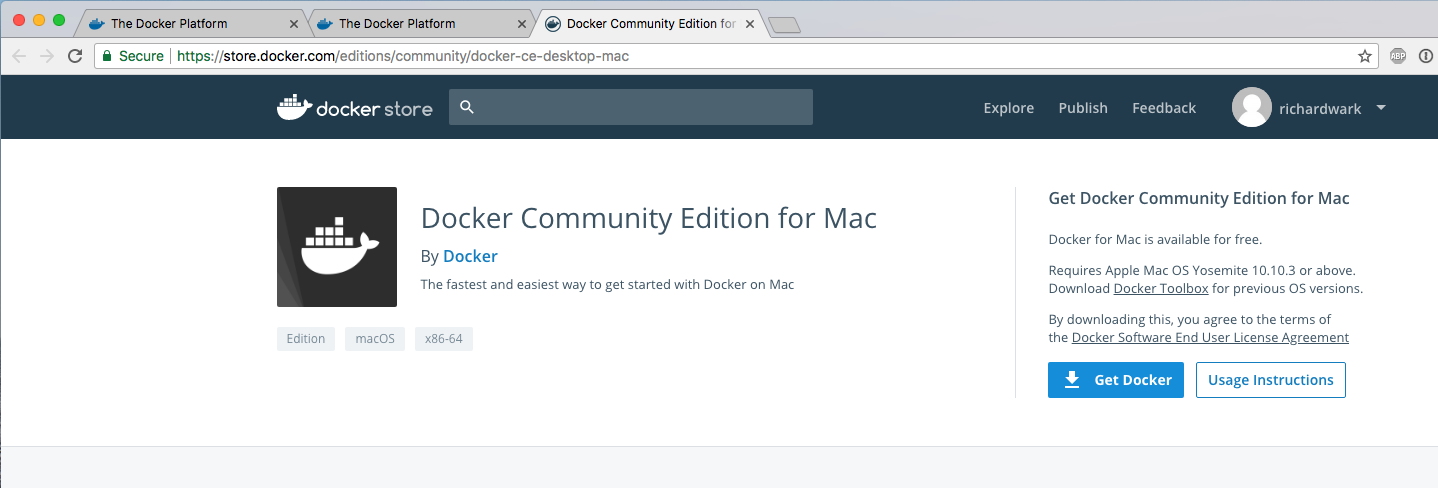 The Docker Platform
The Docker Platform
Docker Community Edition for
Secure
https://store.docker.com/editions/community/docker-ce-desktop-mac
ABP
docker store
Explore
Publish
Feedback
richardwark
Docker Community Edition for Mac
By Docker
The fastest and easiest way to get started with Docker on Mac
Edition
macOS
x86-64
Get Docker Community Edition for Mac
Docker for Mac is available for free.
Requires Apple Mac OS Yosemite 10.10.3 or above.
Download Docker Toolbox for previous OS versions.
By downloading this, you agree to the terms of
the Docker Software End User License Agreement
Get Docker
Usage Instructions